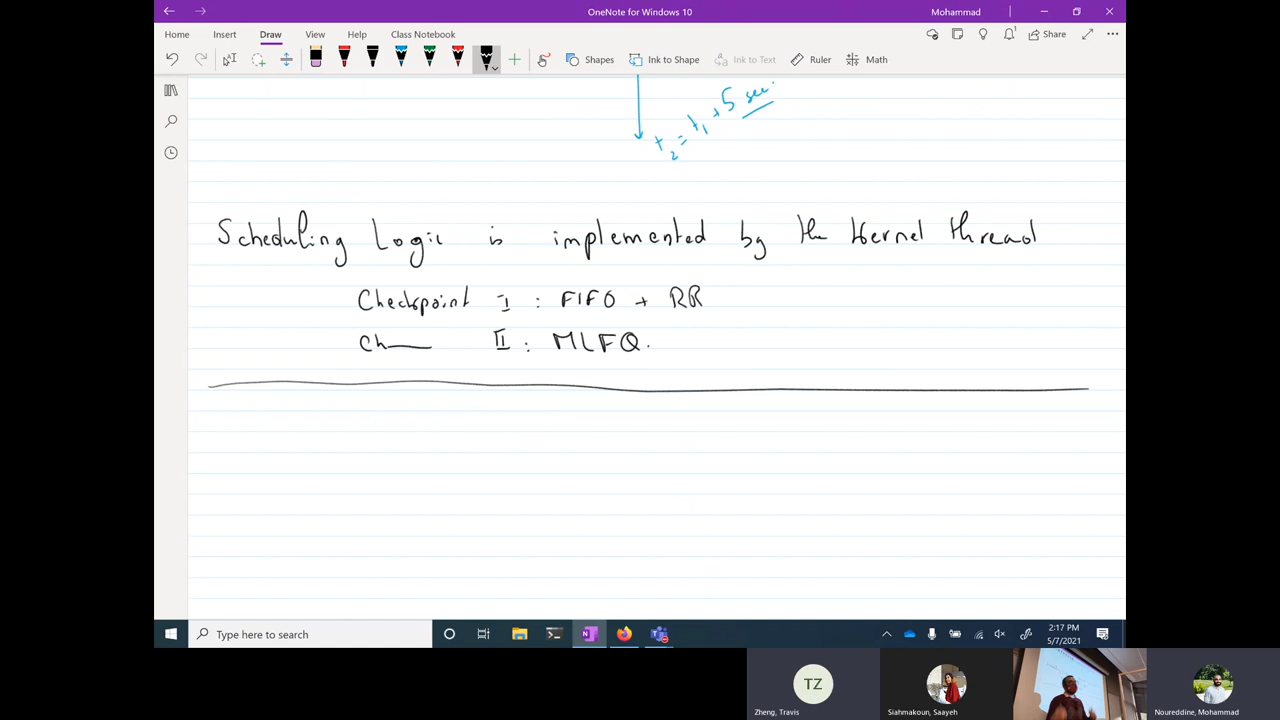 OneNote for Windows 10
Mohammad
Home Insert Draw View Help Class Notebook
Share
Shapes Ink to Shape Ink to Text Ruler Math
t2 = t1 + 5 sec.
Scheduling Logic is implemented by the Kernel thread
Checkpoint I : FIFO + RR
Ch II : MLFQ.
Type here to search
2:17 PM
5/7/2021
TZ
Zheng, Travis
Siahmakoun, Saayeh
Noureddine, Mohammad